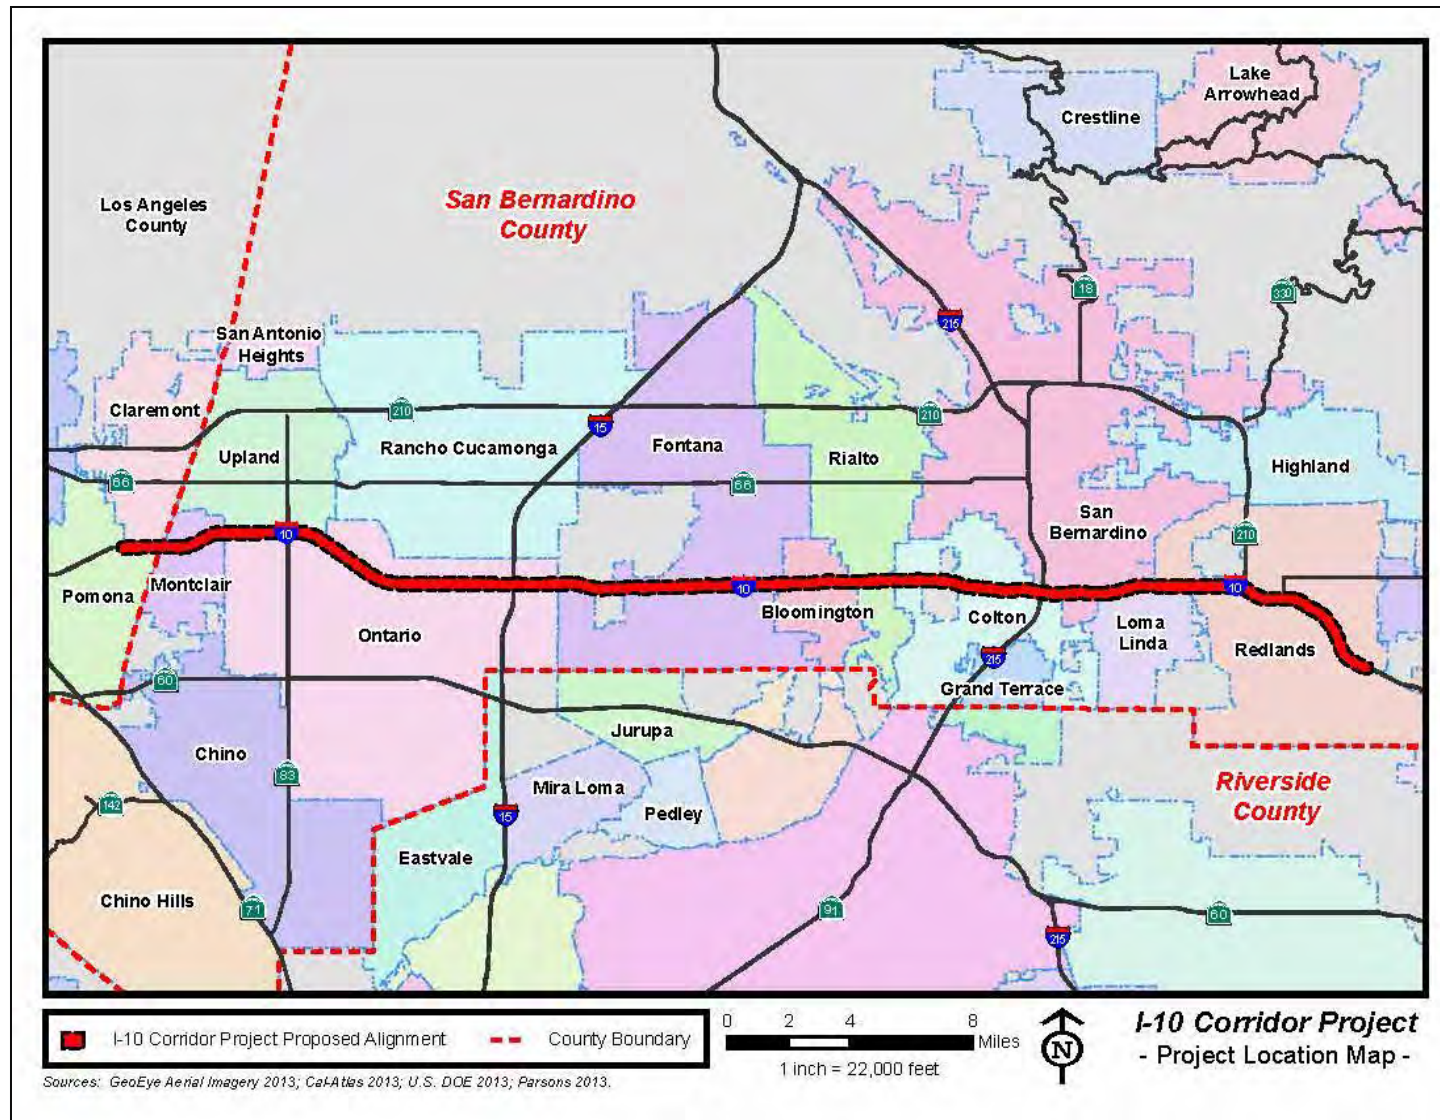 Lake
Arrowhead
Crestline
Los Angeles
County
San Bernardino
County
18
330
215
San Antonio
Heights
Claremont
210
15
210
Upland
Rancho Cucamonga
Fontana
Rialto
Highland
66
66
San
Bernardino
10
210
Pomona
Montclair
10
10
Bloomington
Colton
Loma
Linda
Ontario
Redlands
215
60
Grand Terrace
Jurupa
Chino
83
Mira Loma
Riverside
County
142
15
Pedley
Eastvale
Chino Hills
71
91
60
215
I-10 Corridor Project Proposed Alignment
County Boundary
0 2 4 8
Miles
1 inch = 22,000 feet
N
I-10 Corridor Project
- Project Location Map -
Sources: GeoEye Aerial Imagery 2013; Cal-Atlas 2013; U.S. DOE 2013; Parsons 2013.